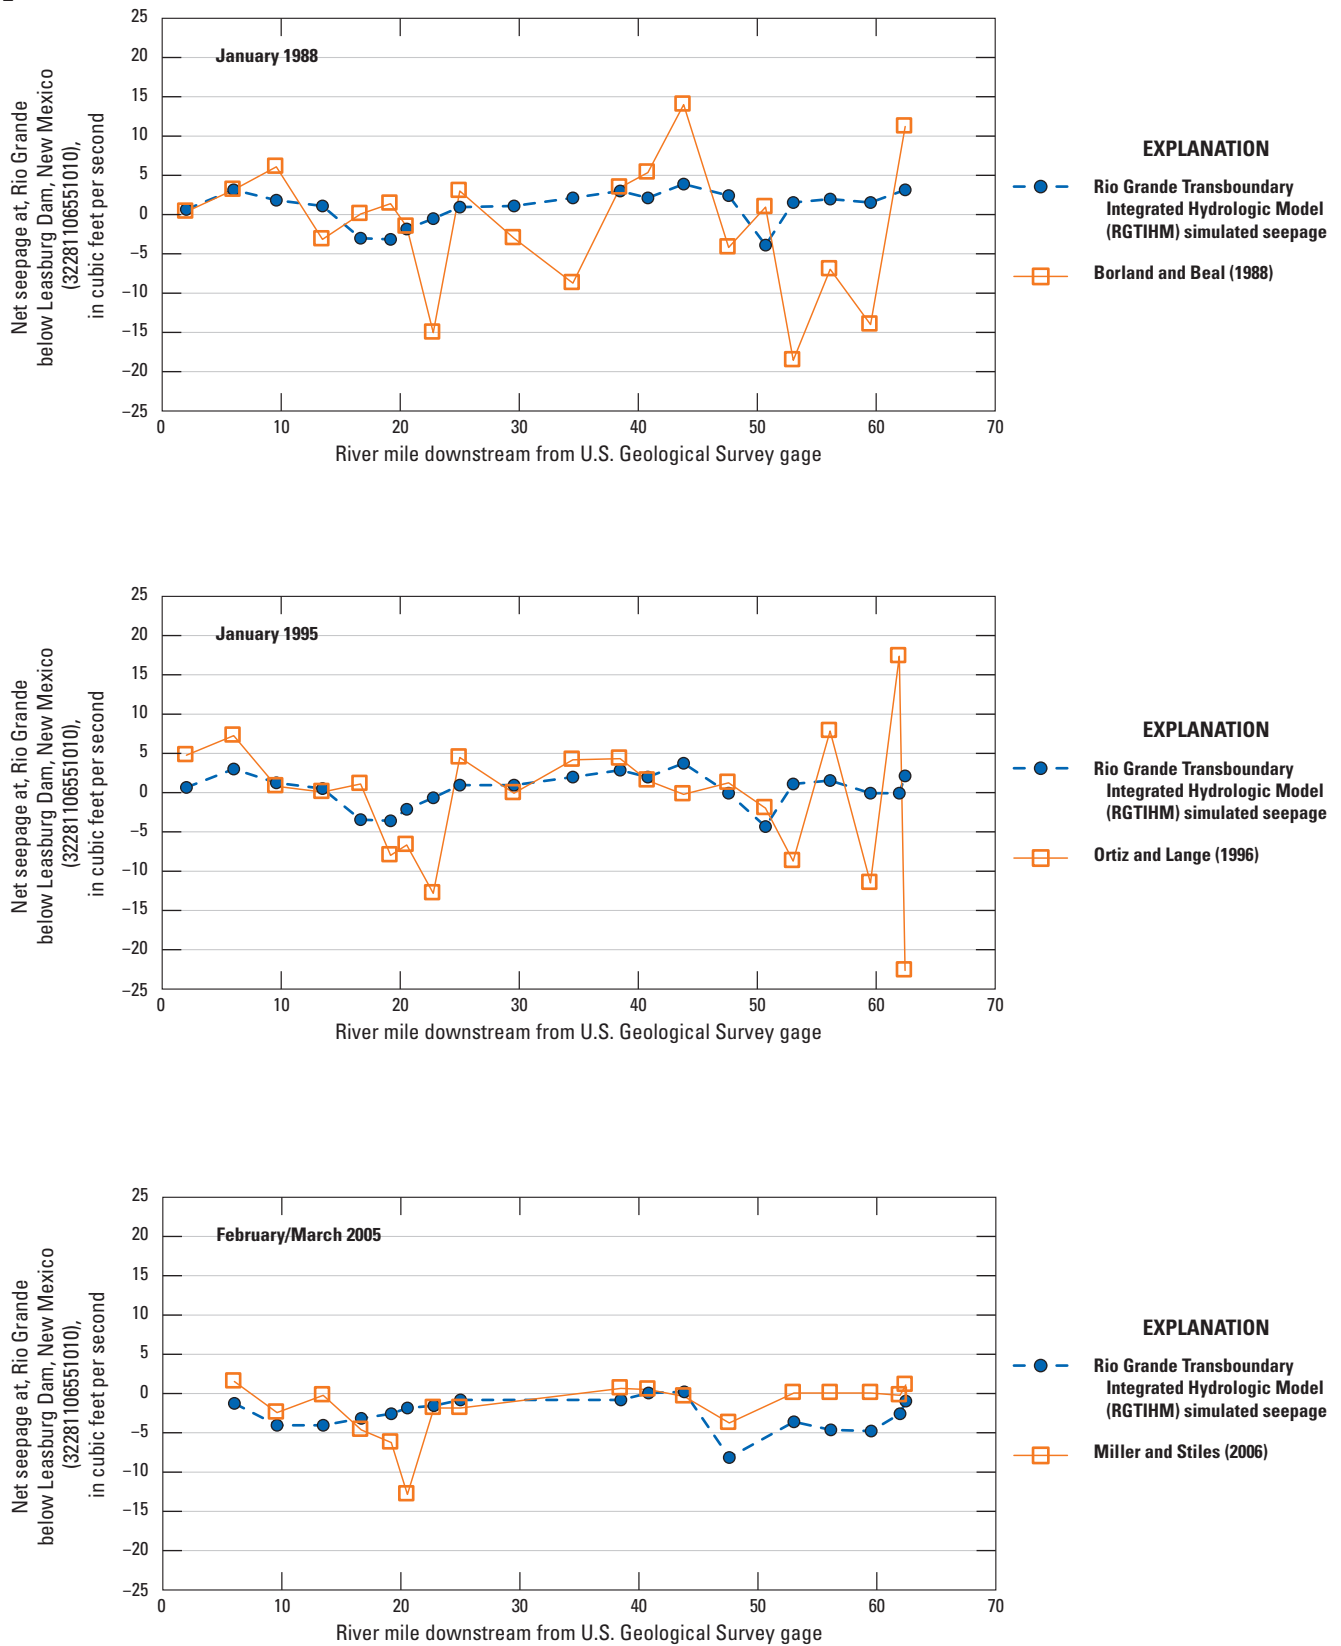 Net seepage at, Rio Grande
below Leasburg Dam, New Mexico
(322811106551010),
in cubic feet per second
25
20
15
10
5
0
−5
−10
−15
−20
−25
January 1988
0 10 20 30 40 50 60 70
River mile downstream from U.S. Geological Survey gage
EXPLANATION
Rio Grande Transboundary
Integrated Hydrologic Model
(RGTIHM) simulated seepage
Borland and Beal (1988)
Net seepage at, Rio Grande
below Leasburg Dam, New Mexico
(322811106551010),
in cubic feet per second
25
20
15
10
5
0
−5
−10
−15
−20
−25
January 1995
0 10 20 30 40 50 60 70
River mile downstream from U.S. Geological Survey gage
EXPLANATION
Rio Grande Transboundary
Integrated Hydrologic Model
(RGTIHM) simulated seepage
Ortiz and Lange (1996)
Net seepage at, Rio Grande
below Leasburg Dam, New Mexico
(322811106551010),
in cubic feet per second
25
20
15
10
5
0
−5
−10
−15
−20
−25
February/March 2005
0 10 20 30 40 50 60 70
River mile downstream from U.S. Geological Survey gage
EXPLANATION
Rio Grande Transboundary
Integrated Hydrologic Model
(RGTIHM) simulated seepage
Miller and Stiles (2006)